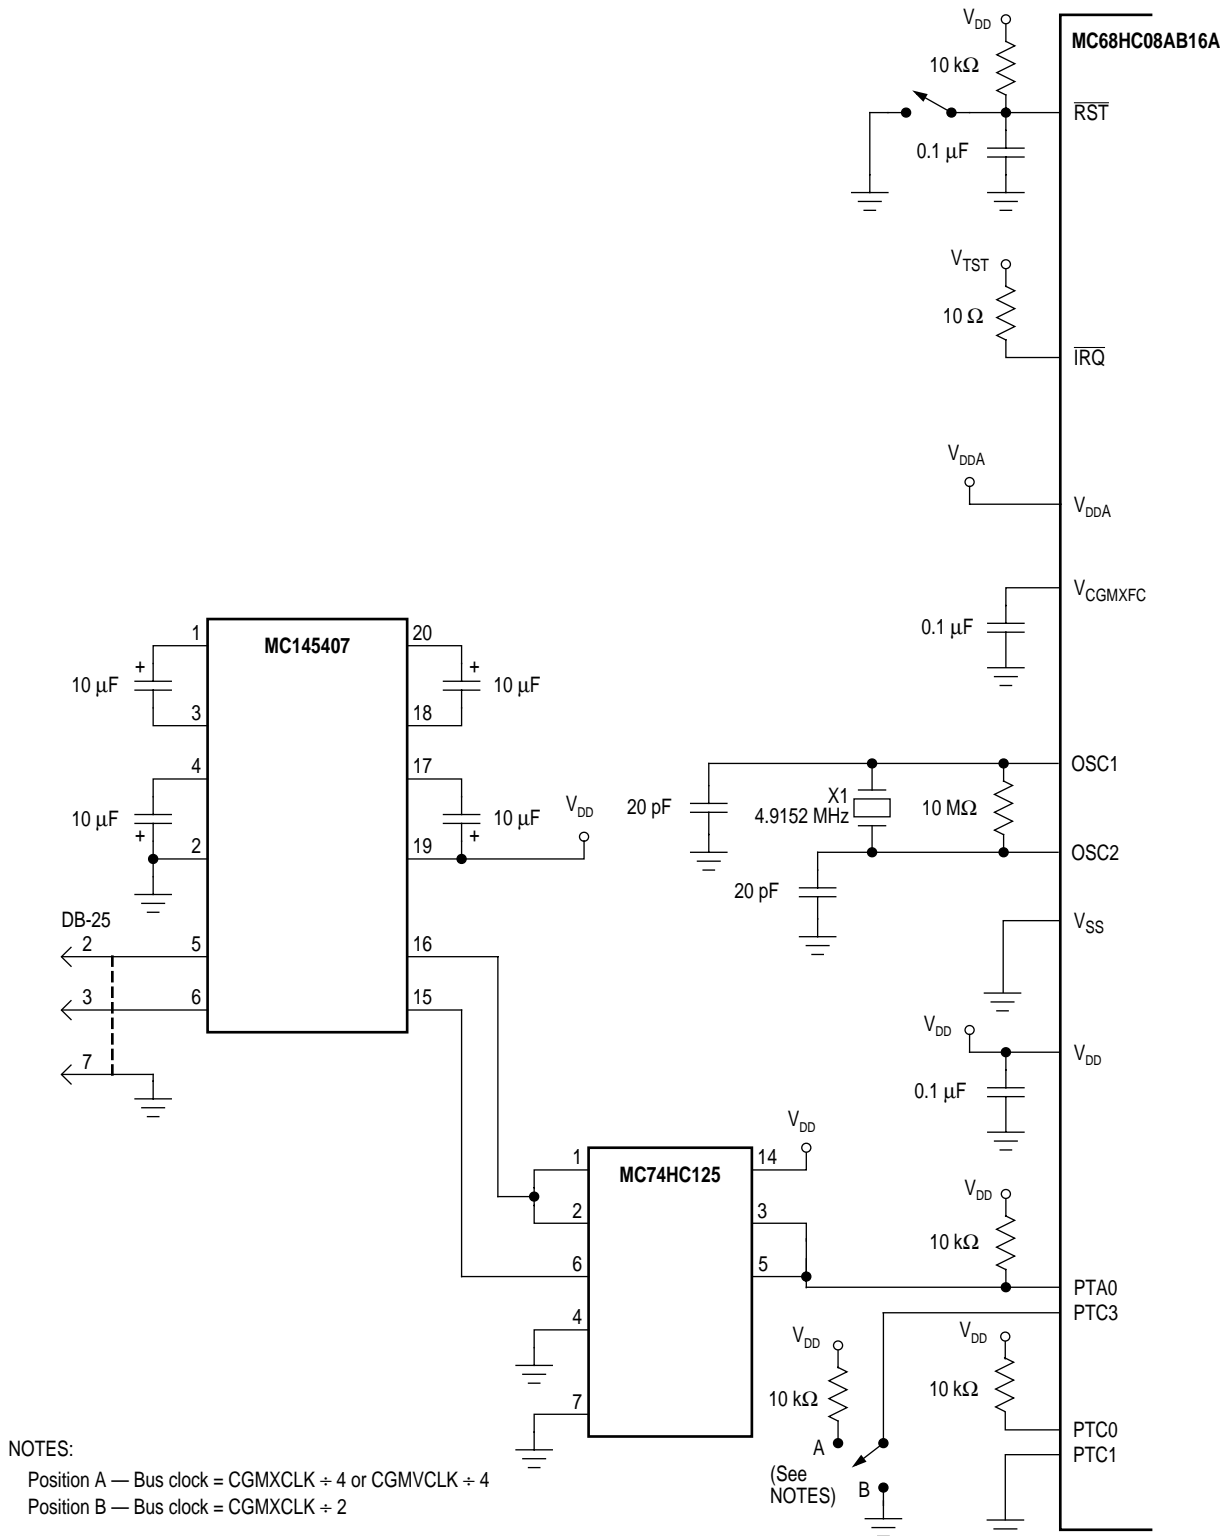 V_DD
MC68HC08AB16A
10 kΩ
RST
0.1 μF
V_TST
10 Ω
IRQ
V_DDA
V_DDA
V_CGMXFC
0.1 μF
MC145407
1
20
10 μF
+
+
10 μF
3
18
4
17
10 μF
+
+
10 μF
V_DD
2
19
OSC1
20 pF
X1
4.9152 MHz
10 MΩ
OSC2
20 pF
V_SS
DB-25
2
5
16
3
6
15
7
V_DD
V_DD
0.1 μF
V_DD
MC74HC125
1
14
2
3
6
5
4
7
V_DD
10 kΩ
PTA0
PTC3
V_DD
10 kΩ
V_DD
10 kΩ
PTC0
PTC1
A
(See
NOTES)
B
NOTES:
Position A — Bus clock = CGMXCLK ÷ 4 or CGMVCLK ÷ 4
Position B — Bus clock = CGMXCLK ÷ 2